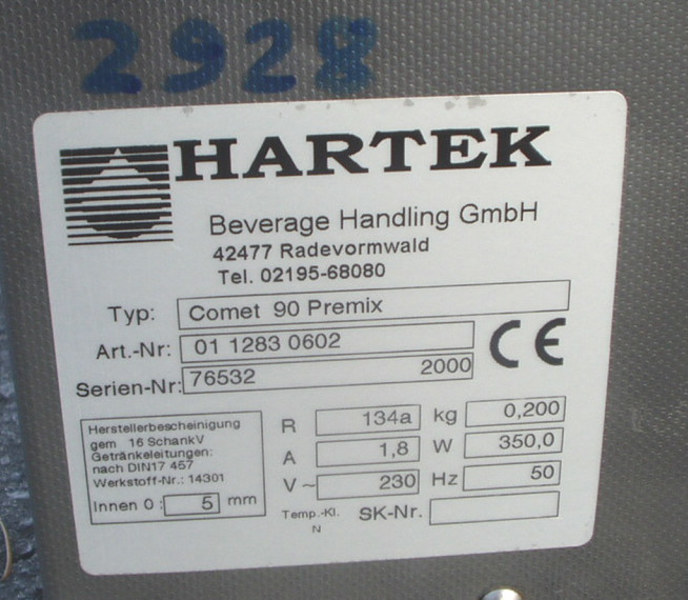 2928
HARTEK
Beverage Handling GmbH
42477 Radevormwald
Tel. 02195-68080
Typ: Comet 90 Premix
Art.-Nr: 01 1283 0602
CE
Serien-Nr: 76532 2000
Herstellerbescheinigung
gem 16 SchankV
Getränkeleitungen:
nach DIN17 457
Werkstoff-Nr.: 14301
Innen 0: 5 mm
R 134a kg 0,200
A 1,8 W 350,0
V~ 230 Hz 50
Temp.-Kl. SK-Nr.
N